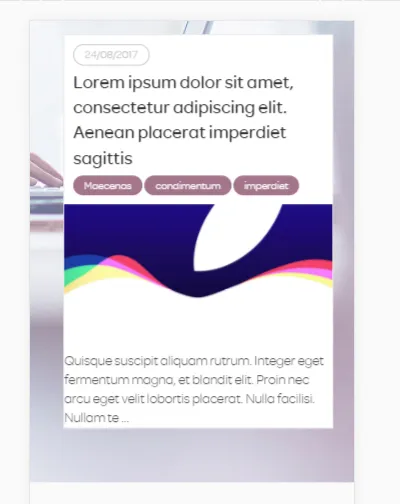 24/08/2017
Lorem ipsum dolor sit amet,
consectetur adipiscing elit.
Aenean placerat imperdiet
sagittis
Maecenas condimentum imperdiet
Quisque suscipit aliquam rutrum. Integer eget
fermentum magna, et blandit elit. Proin nec
arcu eget velit lobortis placerat. Nulla facilisi.
Nullam te ...